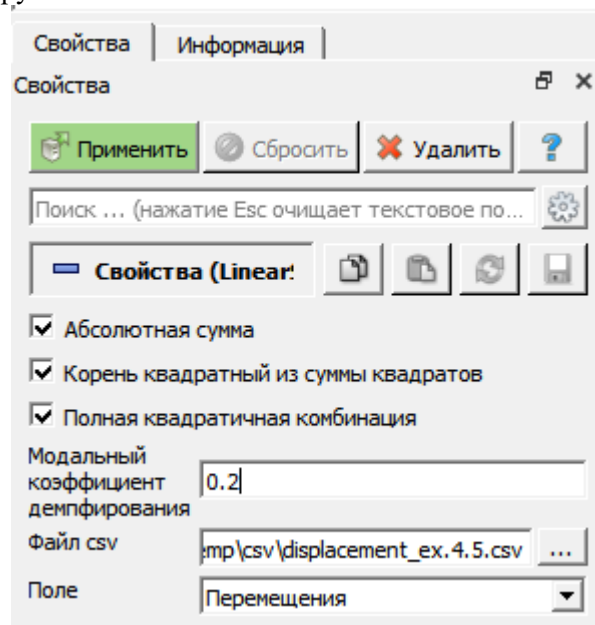 Свойства Информация
Свойства
Применить Сбросить Удалить ?
Поиск ... (нажатие Esc очищает текстовое по...
Свойства (Linear
Абсолютная сумма
Корень квадратный из суммы квадратов
Полная квадратичная комбинация
Модальный
коэффициент
демпфирования
0.2
Файл csv
emp\csv\displacement_ex.4.5.csv ...
Поле
Перемещения